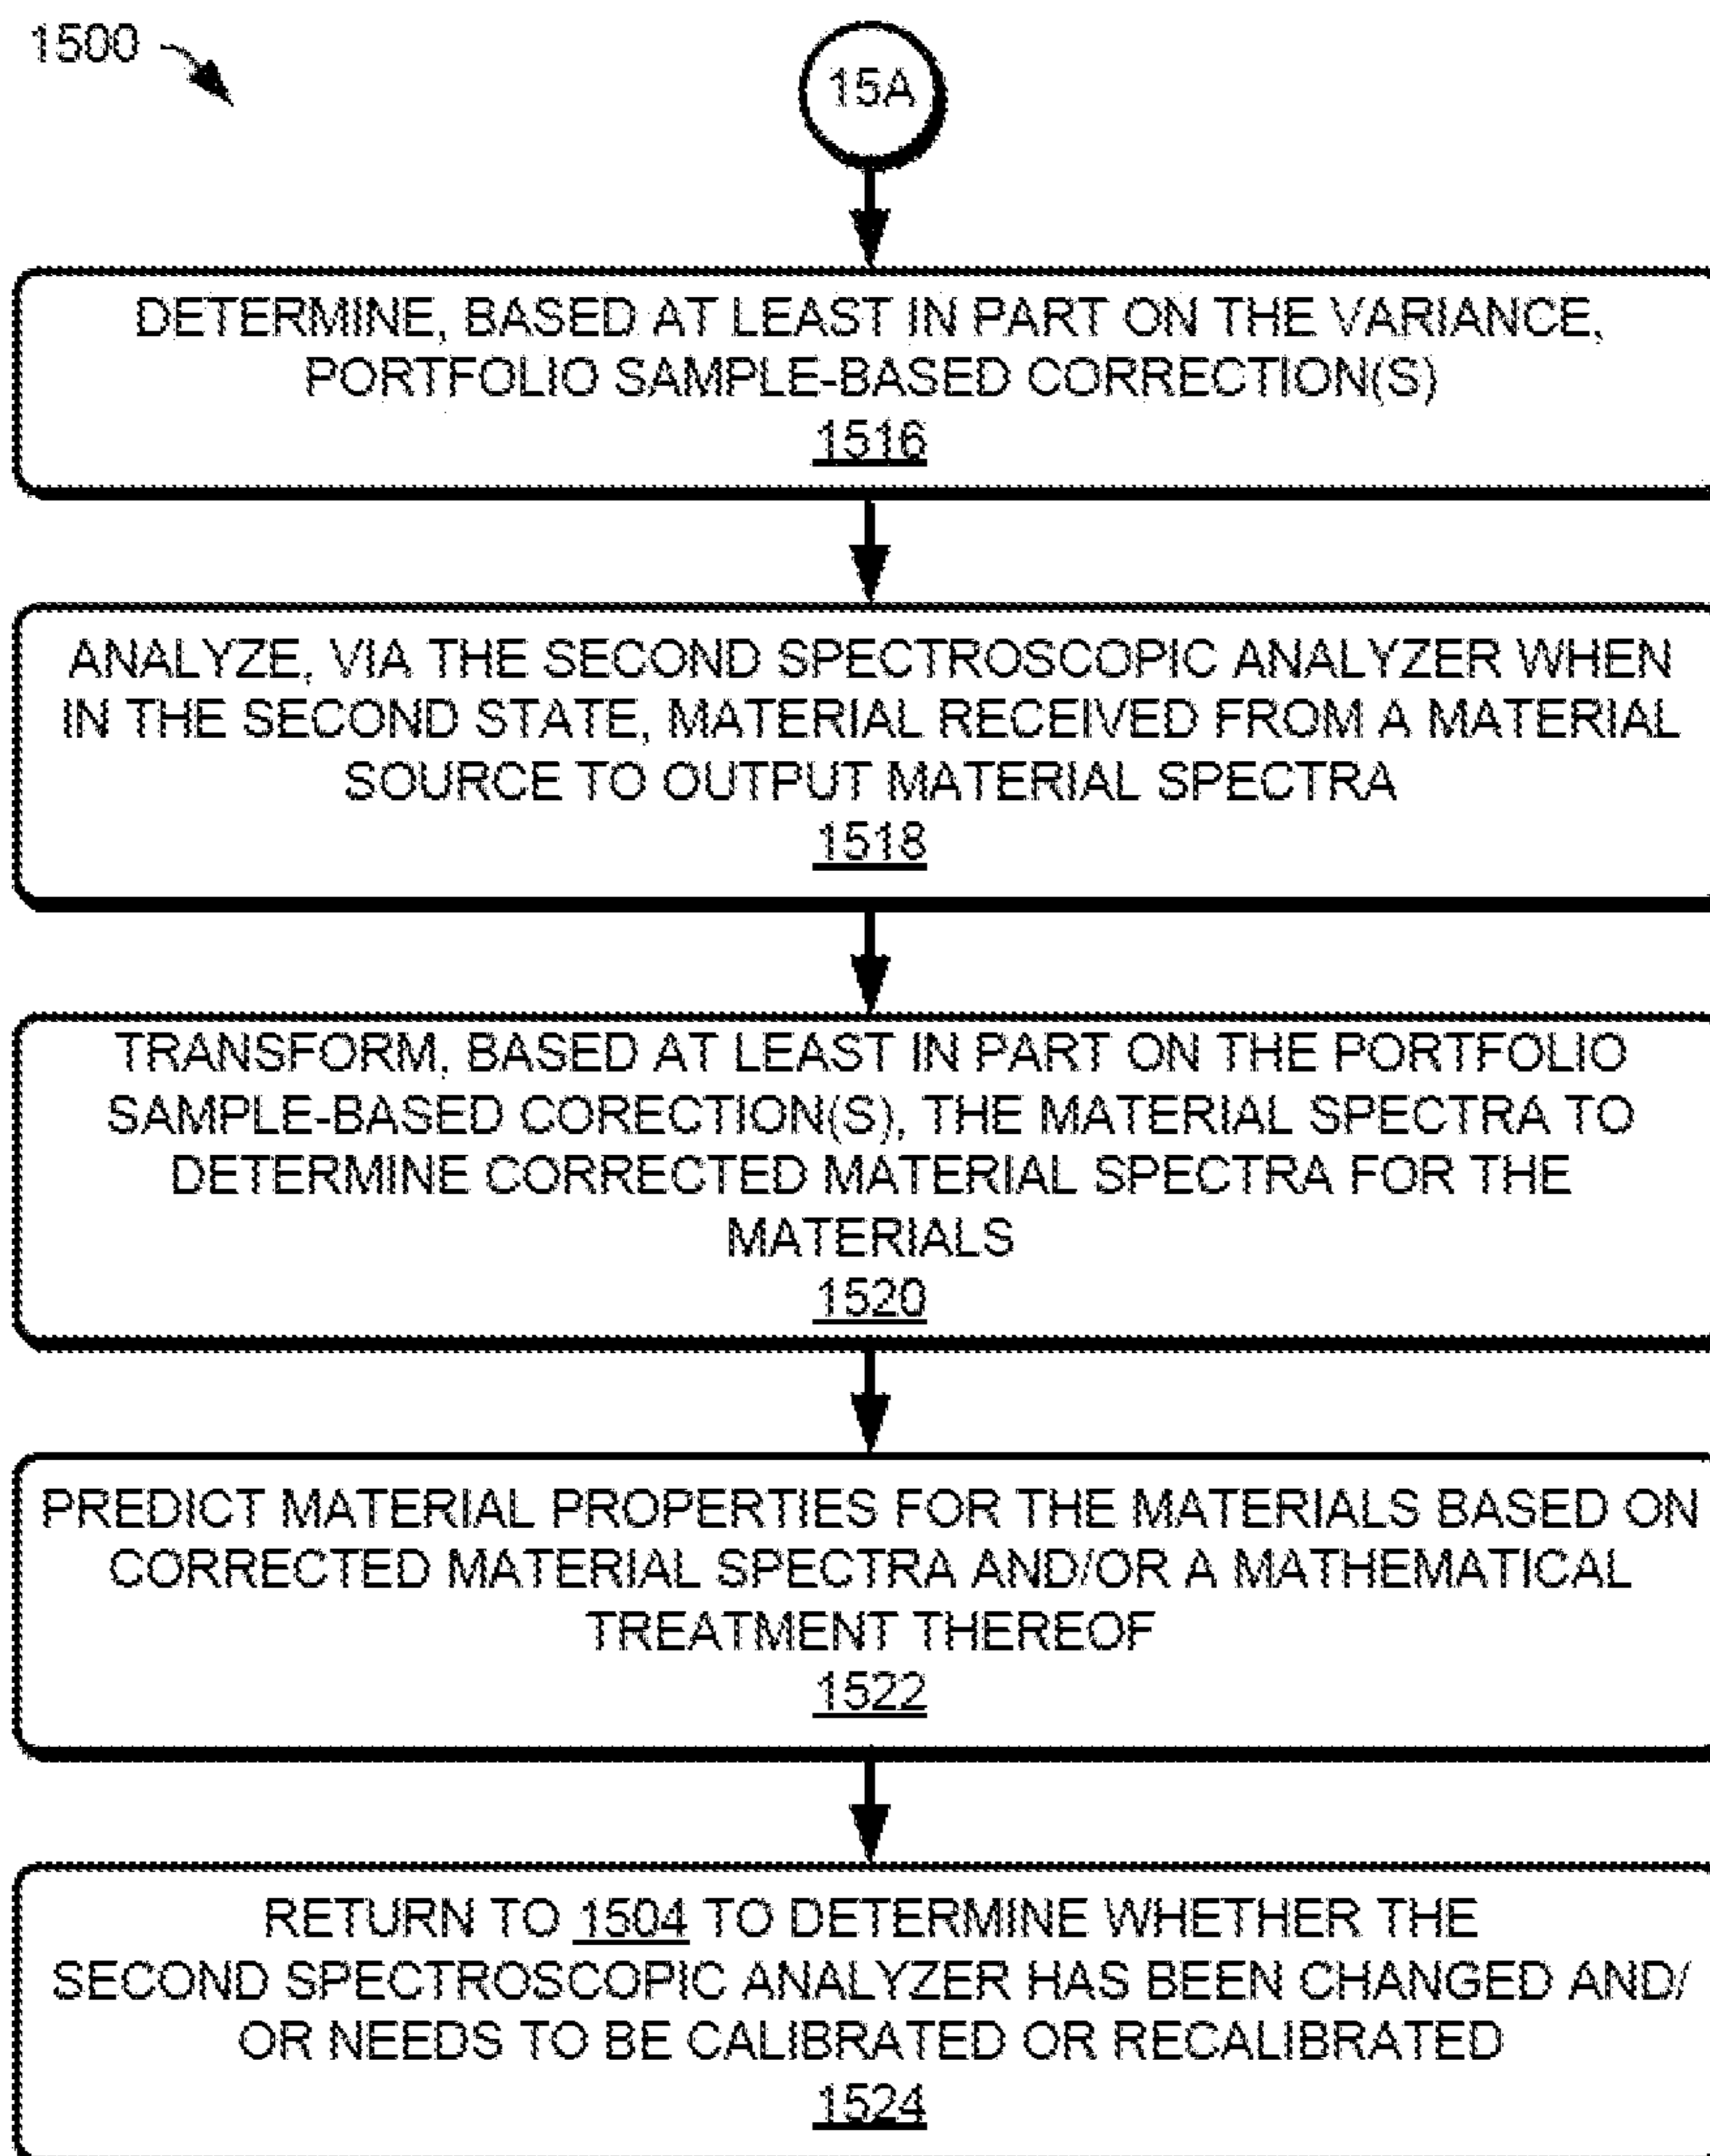 1500
15A
DETERMINE, BASED AT LEAST IN PART ON THE VARIANCE,
PORTFOLIO SAMPLE-BASED CORRECTION(S)
1516
ANALYZE, VIA THE SECOND SPECTROSCOPIC ANALYZER WHEN
IN THE SECOND STATE, MATERIAL RECEIVED FROM A MATERIAL
SOURCE TO OUTPUT MATERIAL SPECTRA
1518
TRANSFORM, BASED AT LEAST IN PART ON THE PORTFOLIO
SAMPLE-BASED CORECTION(S), THE MATERIAL SPECTRA TO
DETERMINE CORRECTED MATERIAL SPECTRA FOR THE
MATERIALS
1520
PREDICT MATERIAL PROPERTIES FOR THE MATERIALS BASED ON
CORRECTED MATERIAL SPECTRA AND/OR A MATHEMATICAL
TREATMENT THEREOF
1522
RETURN TO 1504 TO DETERMINE WHETHER THE
SECOND SPECTROSCOPIC ANALYZER HAS BEEN CHANGED AND/
OR NEEDS TO BE CALIBRATED OR RECALIBRATED
1524